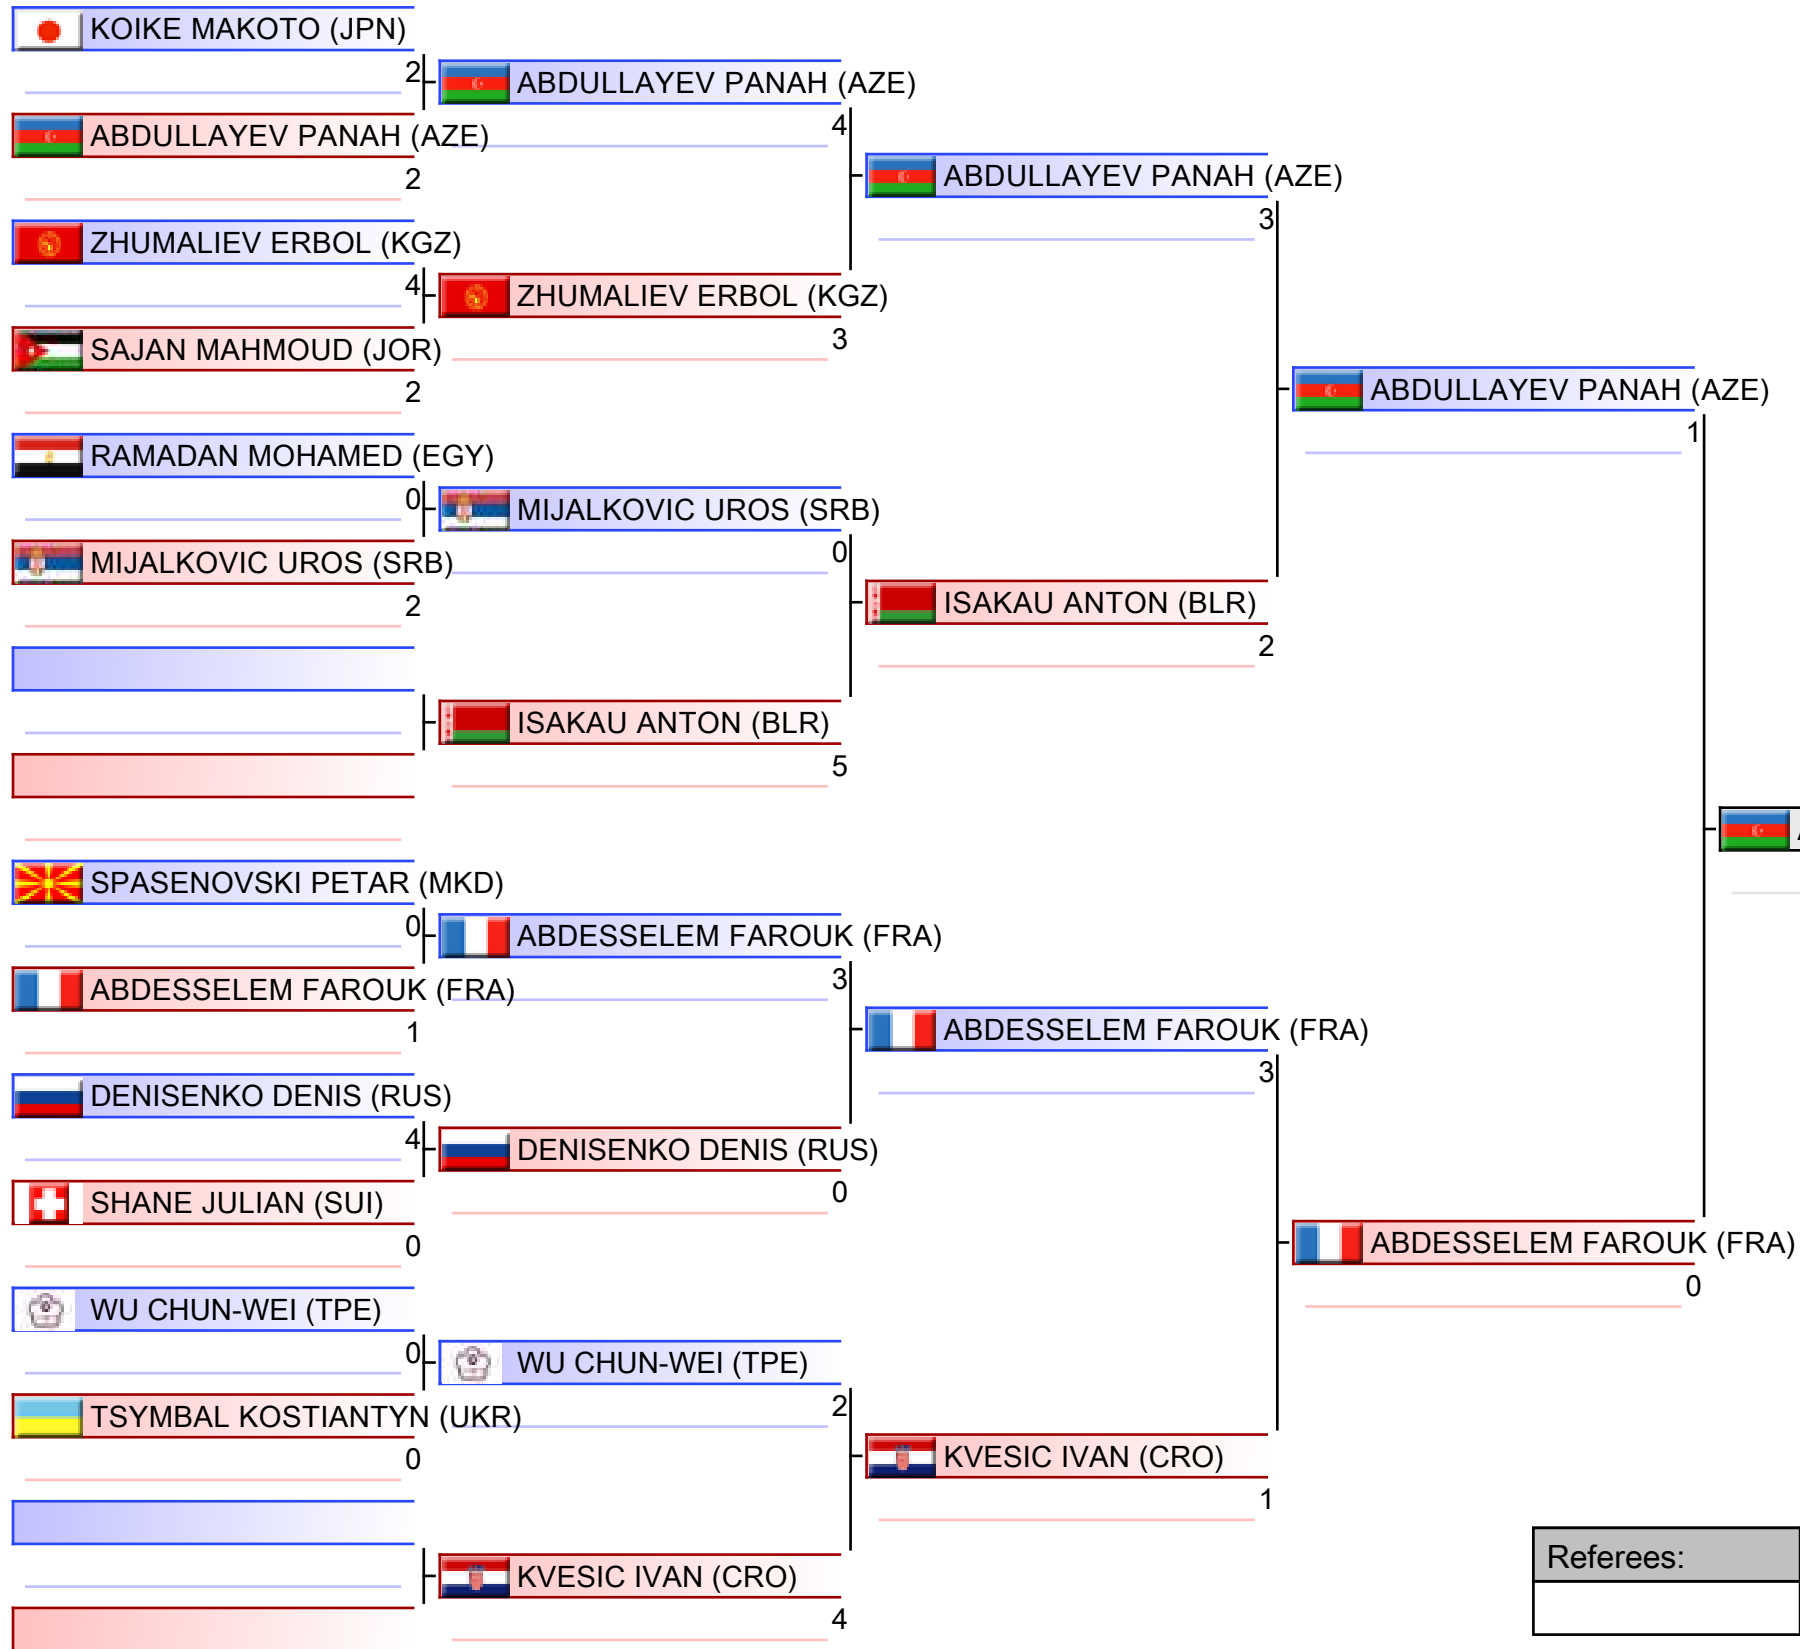 KOIKE MAKOTO (JPN)
2
ABDULLAYEV PANAH (AZE)
2
ZHUMALIEV ERBOL (KGZ)
4
SAJAN MAHMOUD (JOR)
2
RAMADAN MOHAMED (EGY)
0
MIJALKOVIC UROS (SRB)
2
SPASENOVSKI PETAR (MKD)
0
ABDESSELEM FAROUK (FRA)
1
DENISENKO DENIS (RUS)
4
SHANE JULIAN (SUI)
0
WU CHUN-WEI (TPE)
0
TSYMBAL KOSTIANTYN (UKR)
0
ABDULLAYEV PANAH (AZE)
4
ZHUMALIEV ERBOL (KGZ)
3
MIJALKOVIC UROS (SRB)
0
ISAKAU ANTON (BLR)
5
ABDESSELEM FAROUK (FRA)
3
DENISENKO DENIS (RUS)
0
WU CHUN-WEI (TPE)
2
KVESIC IVAN (CRO)
4
ABDULLAYEV PANAH (AZE)
3
ISAKAU ANTON (BLR)
2
ABDESSELEM FAROUK (FRA)
3
KVESIC IVAN (CRO)
1
ABDULLAYEV PANAH (AZE)
1
ABDESSELEM FAROUK (FRA)
0
Referees: